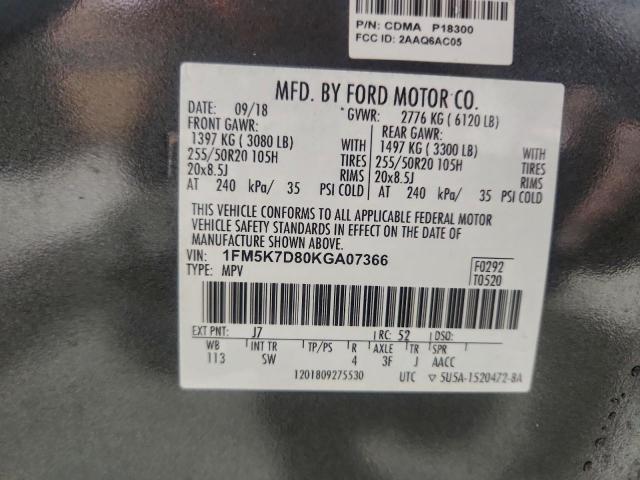 P/N: CDMA P18300
FCC ID: 2AAQ6AC05
MFD. BY FORD MOTOR CO.
DATE: 09/18 *GVWR: 2776 KG ( 6120 LB)
FRONT GAWR: REAR GAWR:
1397 KG ( 3080 LB) WITH 1497 KG ( 3300 LB) WITH
255/50R20 105H TIRES 255/50R20 105H TIRES
20x8.5J RIMS 20x8.5J RIMS
AT 240 kPa/ 35 PSI COLD AT 240 kPa/ 35 PSI COLD
THIS VEHICLE CONFORMS TO ALL APPLICABLE FEDERAL MOTOR
VEHICLE SAFETY STANDARDS IN EFFECT ON THE DATE OF
MANUFACTURE SHOWN ABOVE.
VIN: 1FM5K7D80KGA07366 F0292
TYPE: MPV T0520
EXT PNT: J7 RC: 52 DSO:
WB INT TR TP/PS R AXLE TR SPR
113 SW 4 3F J AACC
1201809275530 UTC ▽ 5U5A-1520472-BA